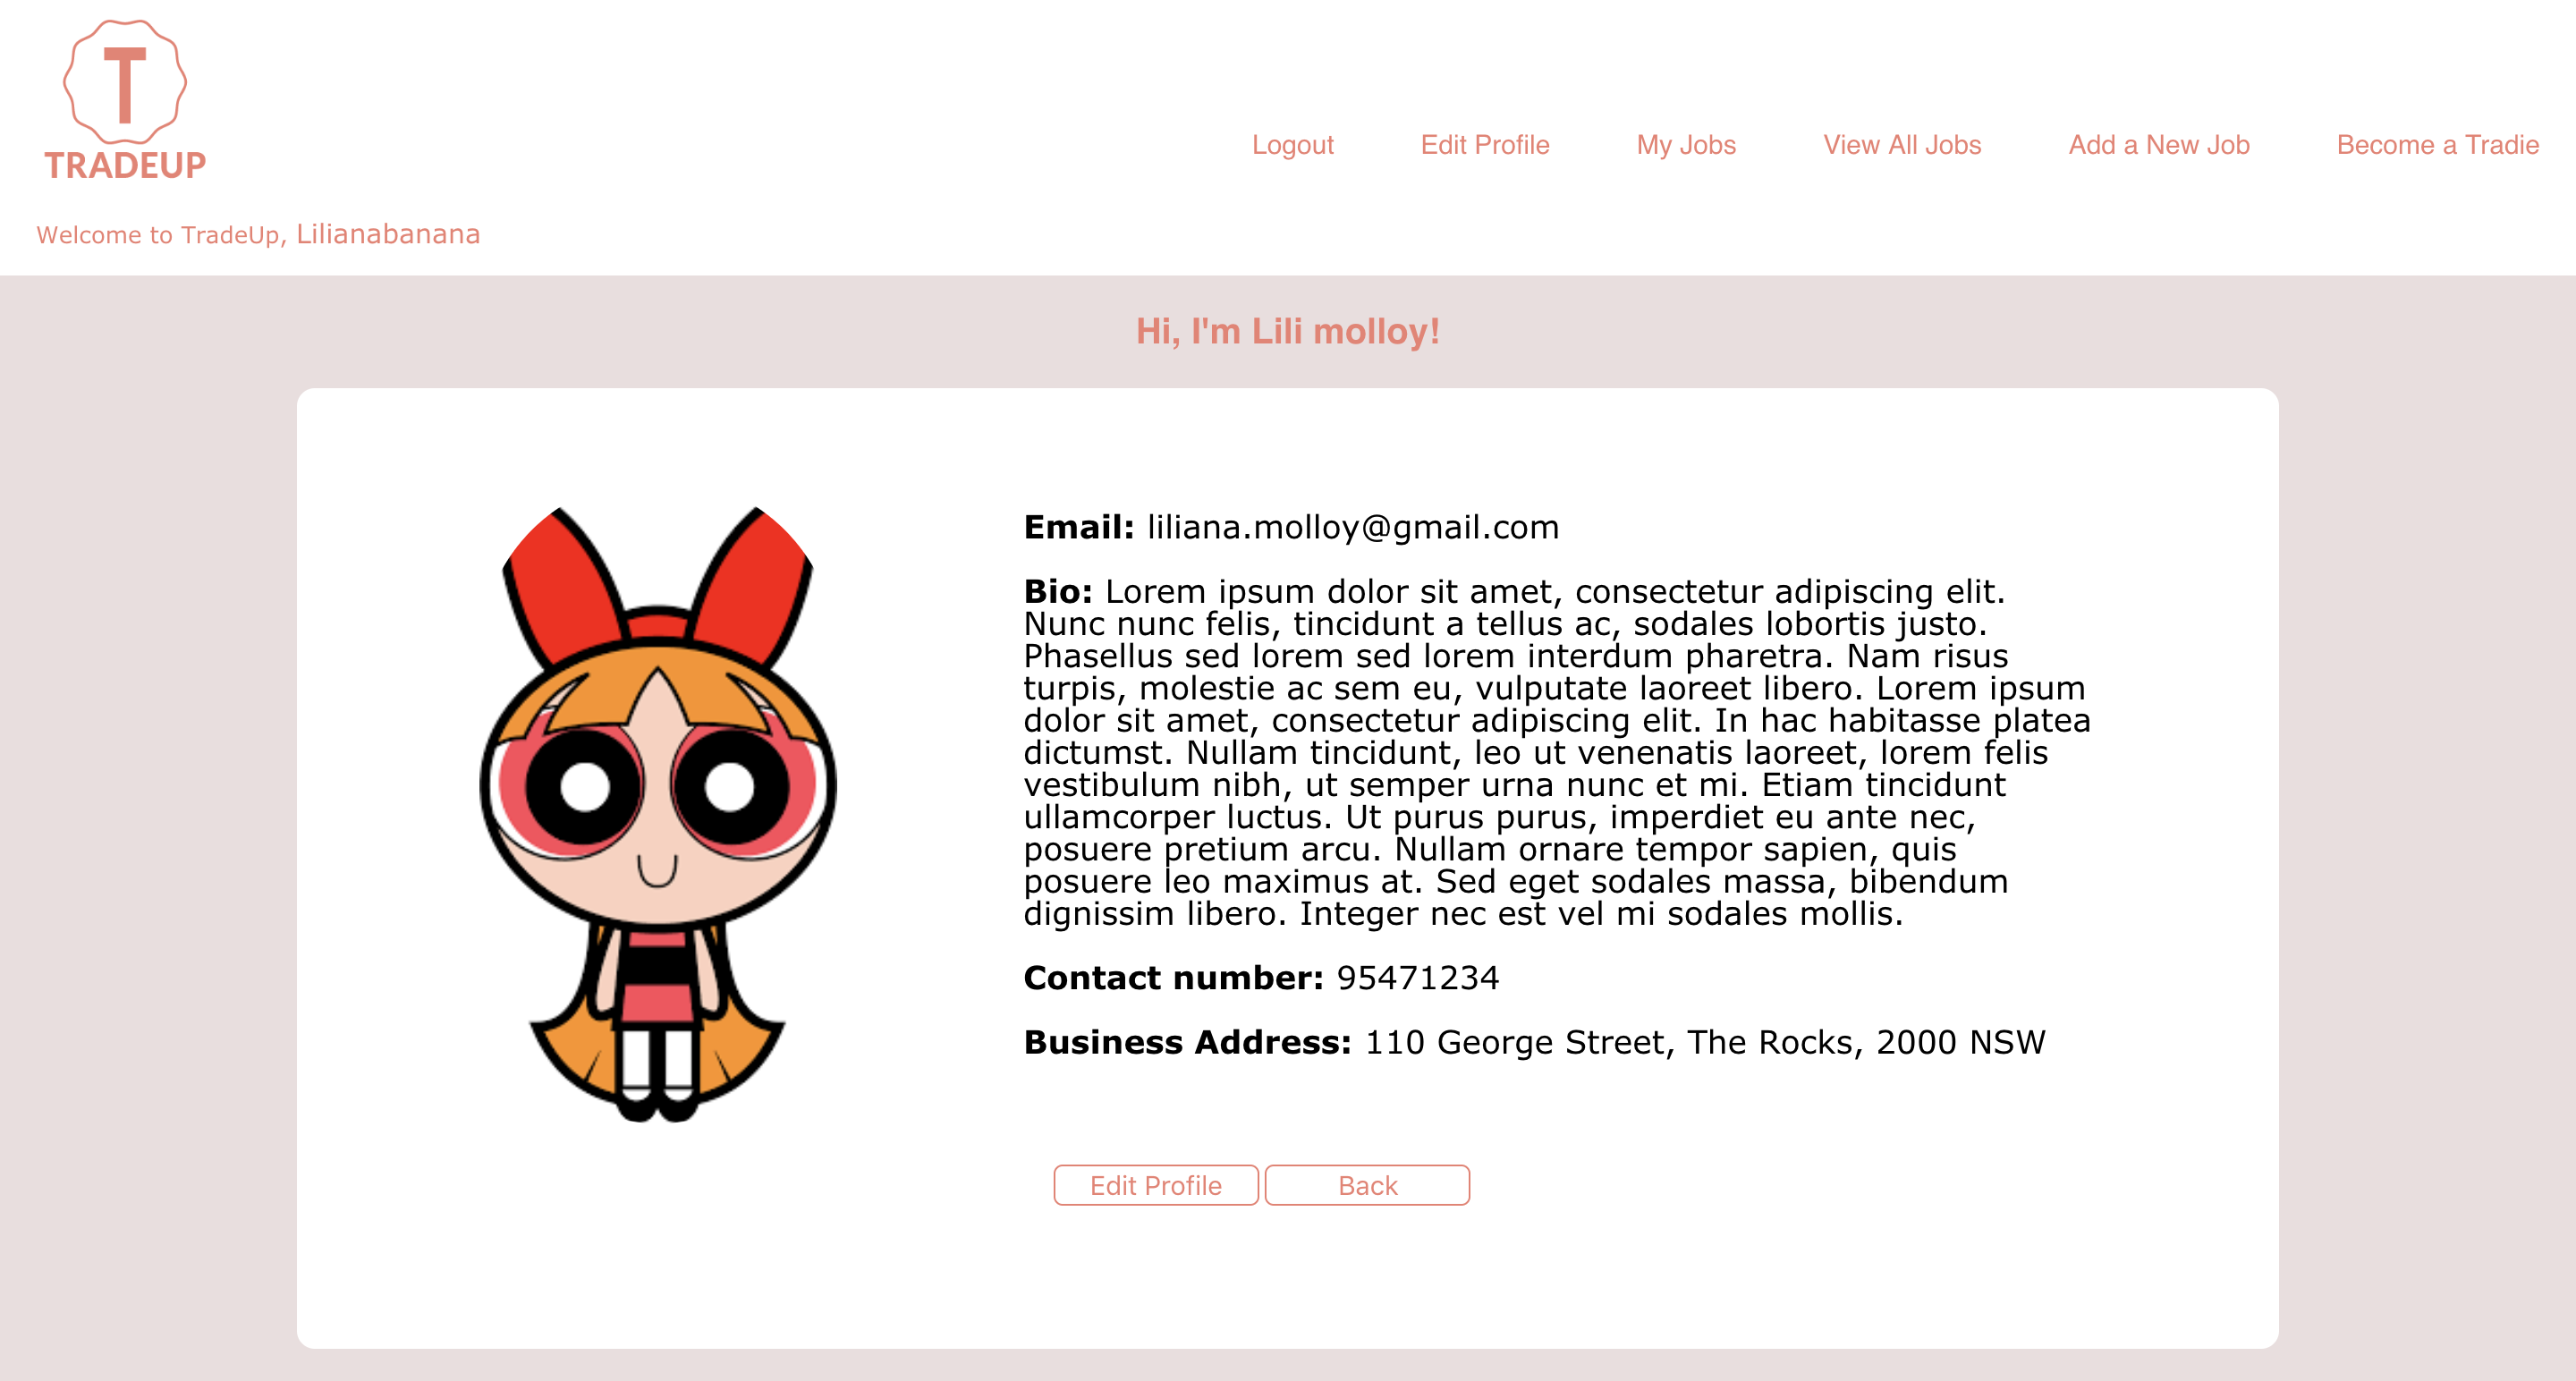 T
TRADEUP
Logout Edit Profile My Jobs View All Jobs Add a New Job Become a Tradie
Welcome to TradeUp, Lilianabanana
Hi, I'm Lili molloy!
Email: liliana.molloy@gmail.com
Bio: Lorem ipsum dolor sit amet, consectetur adipiscing elit.
Nunc nunc felis, tincidunt a tellus ac, sodales lobortis justo.
Phasellus sed lorem sed lorem interdum pharetra. Nam risus
turpis, molestie ac sem eu, vulputate laoreet libero. Lorem ipsum
dolor sit amet, consectetur adipiscing elit. In hac habitasse platea
dictumst. Nullam tincidunt, leo ut venenatis laoreet, lorem felis
vestibulum nibh, ut semper urna nunc et mi. Etiam tincidunt
ullamcorper luctus. Ut purus purus, imperdiet eu ante nec,
posuere pretium arcu. Nullam ornare tempor sapien, quis
posuere leo maximus at. Sed eget sodales massa, bibendum
dignissim libero. Integer nec est vel mi sodales mollis.
Contact number: 95471234
Business Address: 110 George Street, The Rocks, 2000 NSW
Edit Profile Back